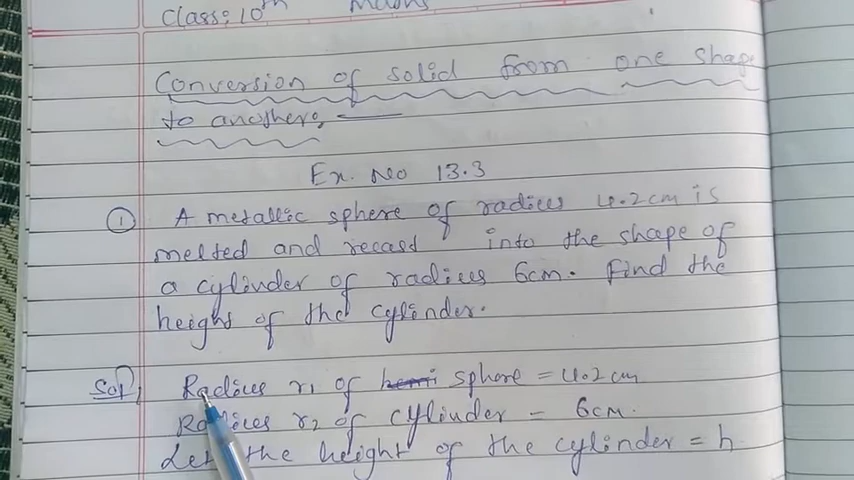 Class: 10th Maths
Conversion of solid from one shape
to another,
Ex. No 13.3
① A metallic sphere of radius 4.2cm is
melted and recast into the shape of
a cylinder of radius 6cm. Find the
height of the cylinder.
Sol, Radius r1 of hemi sphere = 4.2 cm
Radius r2 of cylinder = 6cm.
Let the height of the cylinder = h